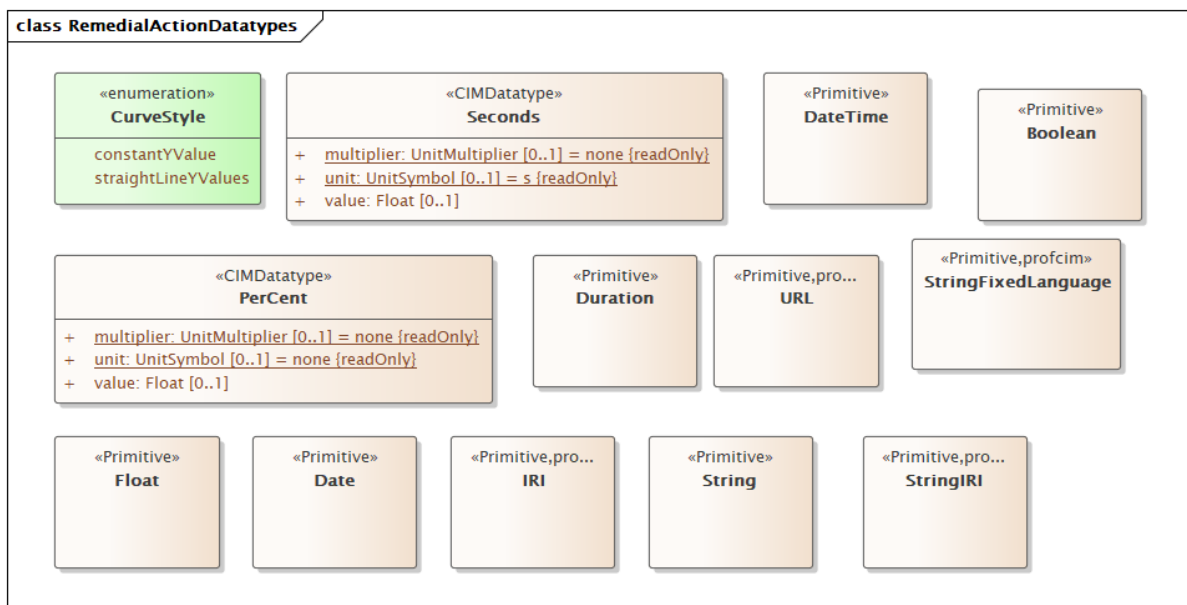 class RemedialActionDatatypes
«enumeration»
CurveStyle
constantYValue
straightLineYValues
«CIMDatatype»
Seconds
+ multiplier: UnitMultiplier [0..1] = none {readOnly}
+ unit: UnitSymbol [0..1] = s {readOnly}
+ value: Float [0..1]
«Primitive»
DateTime
«Primitive»
Boolean
«CIMDatatype»
PerCent
+ multiplier: UnitMultiplier [0..1] = none {readOnly}
+ unit: UnitSymbol [0..1] = none {readOnly}
+ value: Float [0..1]
«Primitive»
Duration
«Primitive,pro...
URL
«Primitive,profcim»
StringFixedLanguage
«Primitive»
Float
«Primitive»
Date
«Primitive,pro...
IRI
«Primitive»
String
«Primitive,pro...
StringIRI